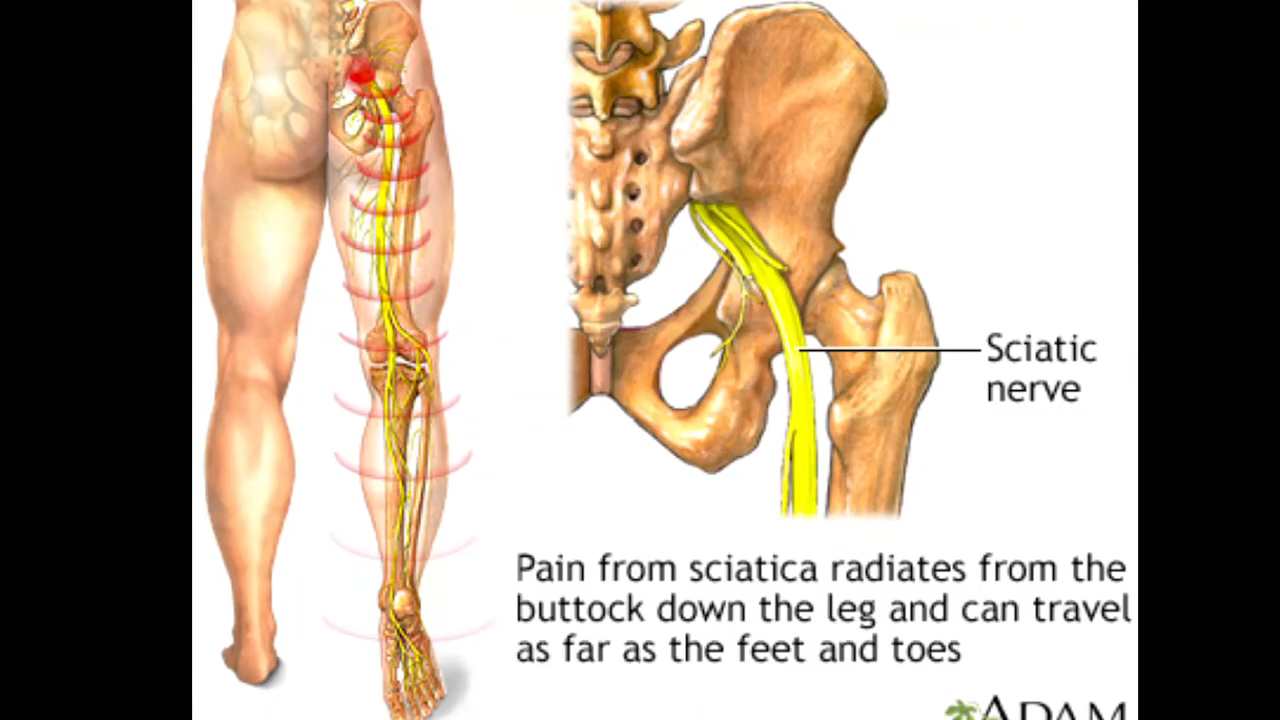 Sciatic
nerve
Pain from sciatica radiates from the
buttock down the leg and can travel
as far as the feet and toes
ADAM